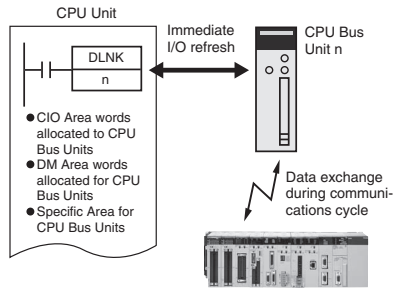 CPU Unit
DLNK
n
● CIO Area words
allocated to CPU
Bus Units
● DM Area words
allocated for CPU
Bus Units
● Specific Area for
CPU Bus Units
Immediate
I/O refresh
CPU Bus
Unit n
Data exchange
during communi-
cations cycle